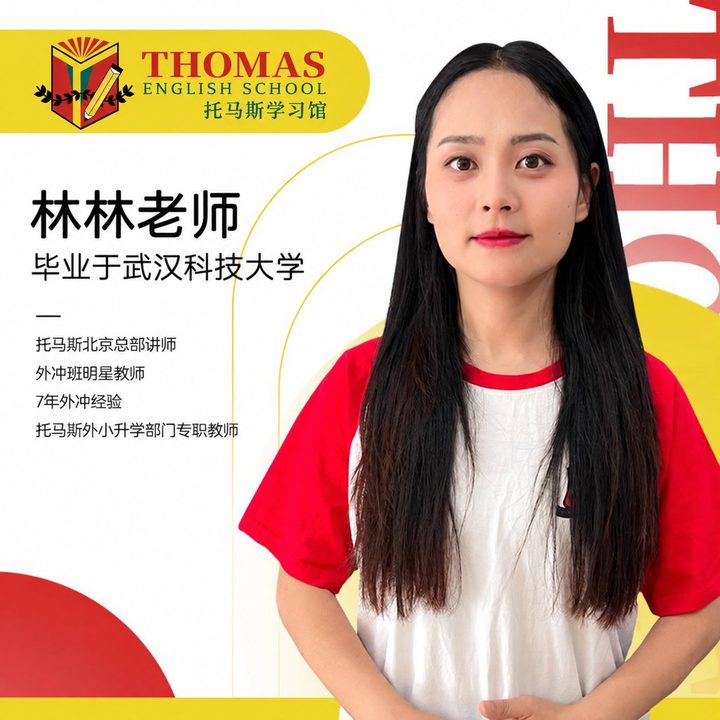 THOMAS
ENGLISH SCHOOL
托马斯学习馆
林林老师
毕业于武汉科技大学
托马斯北京总部讲师
外冲班明星教师
7年外冲经验
托马斯外小升学部门专职教师
THO